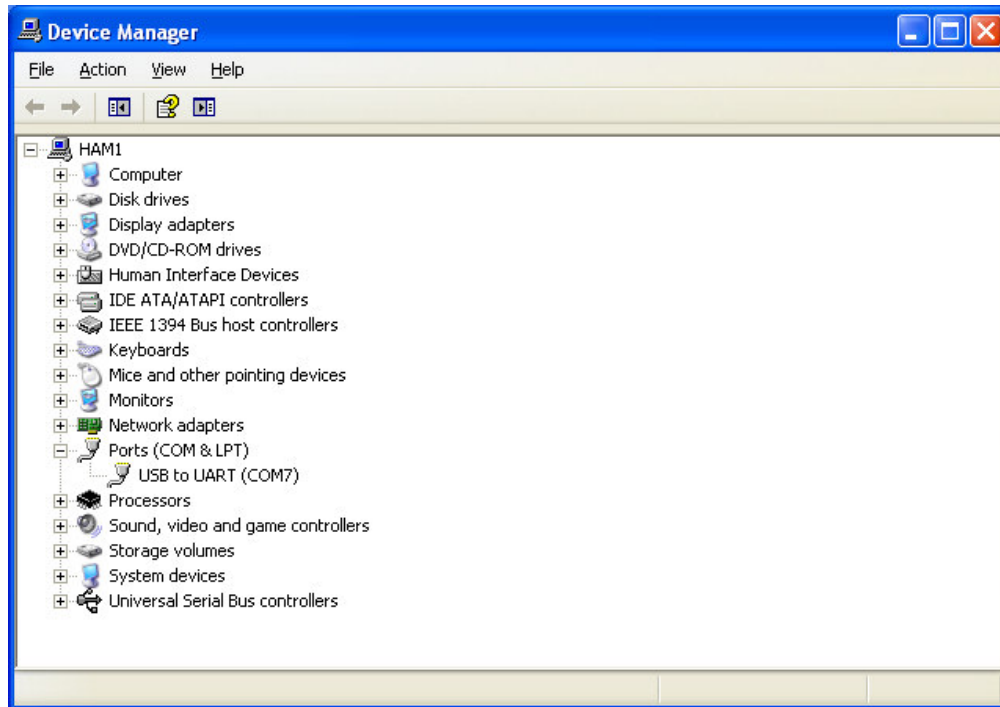 Device Manager
File Action View Help
HAM1
Computer
Disk drives
Display adapters
DVD/CD-ROM drives
Human Interface Devices
IDE ATA/ATAPI controllers
IEEE 1394 Bus host controllers
Keyboards
Mice and other pointing devices
Monitors
Network adapters
Ports (COM & LPT)
USB to UART (COM7)
Processors
Sound, video and game controllers
Storage volumes
System devices
Universal Serial Bus controllers